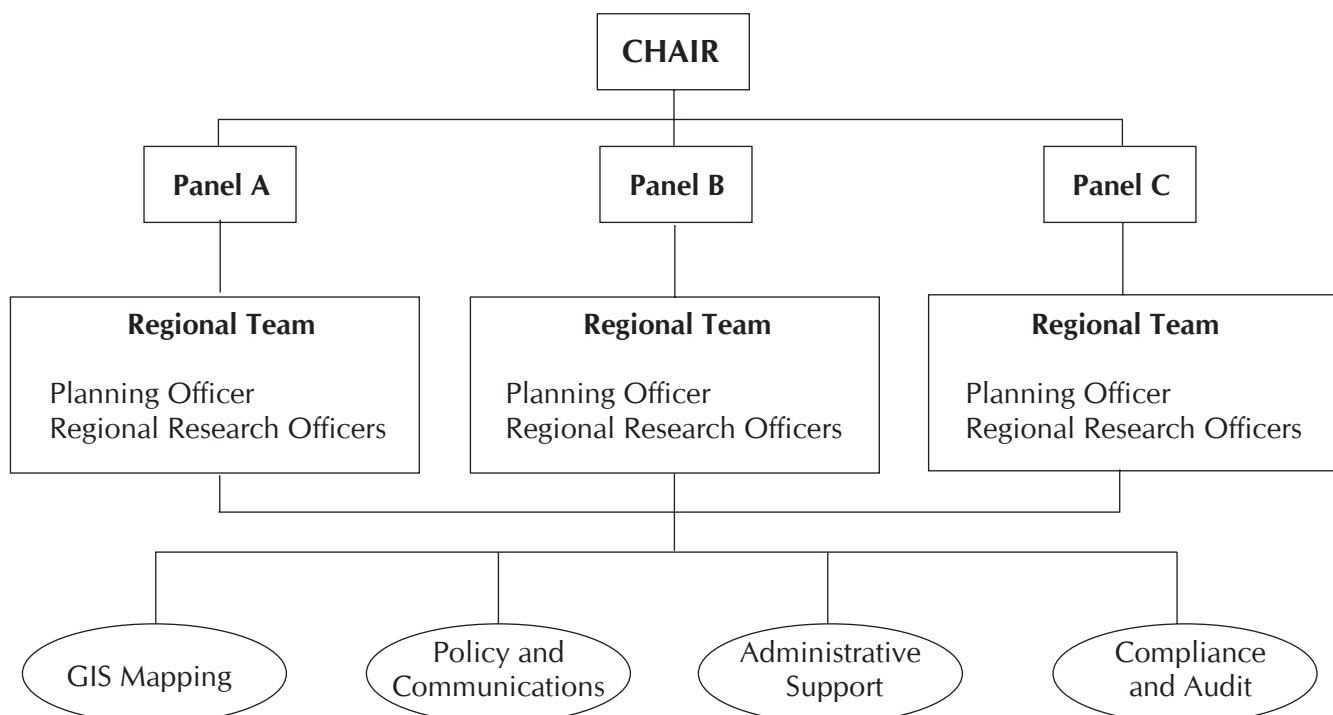 CHAIR
Panel A
Panel B
Panel C
Regional Team
Planning Officer
Regional Research Officers
Regional Team
Planning Officer
Regional Research Officers
Regional Team
Planning Officer
Regional Research Officers
GIS Mapping
Policy and
Communications
Administrative
Support
Compliance
and Audit